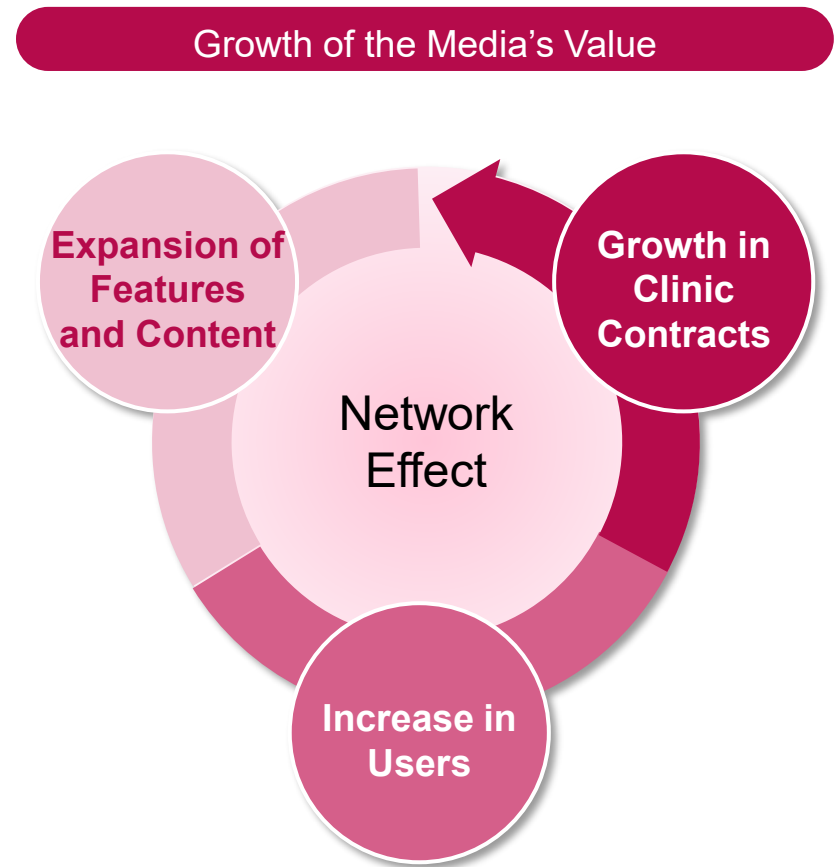 Growth of the Media’s Value
Expansion of
Features
and Content
Growth in
Clinic
Contracts
Network
Effect
Increase in
Users